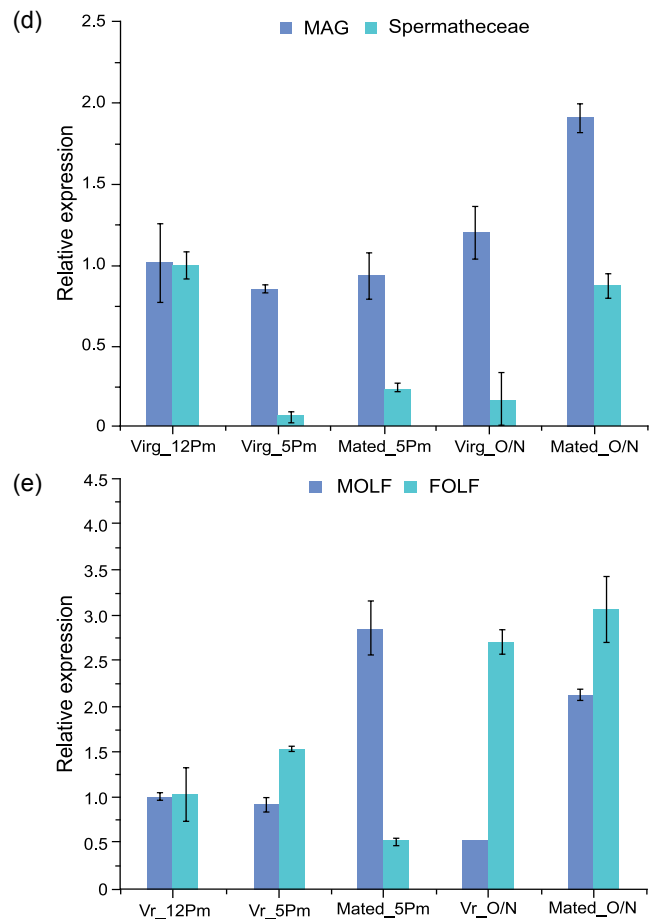 (d)
MAG Spermatheceae
Relative expression
2.5
2.0
1.5
1.0
0.5
0
Virg_12Pm Virg_5Pm Mated_5Pm Virg_O/N Mated_O/N
(e)
MOLF FOLF
Relative expression
4.5
4.0
3.5
3.0
2.5
2.0
1.5
1.0
0.5
0
Vr_12Pm Vr_5Pm Mated_5Pm Vr_O/N Mated_O/N